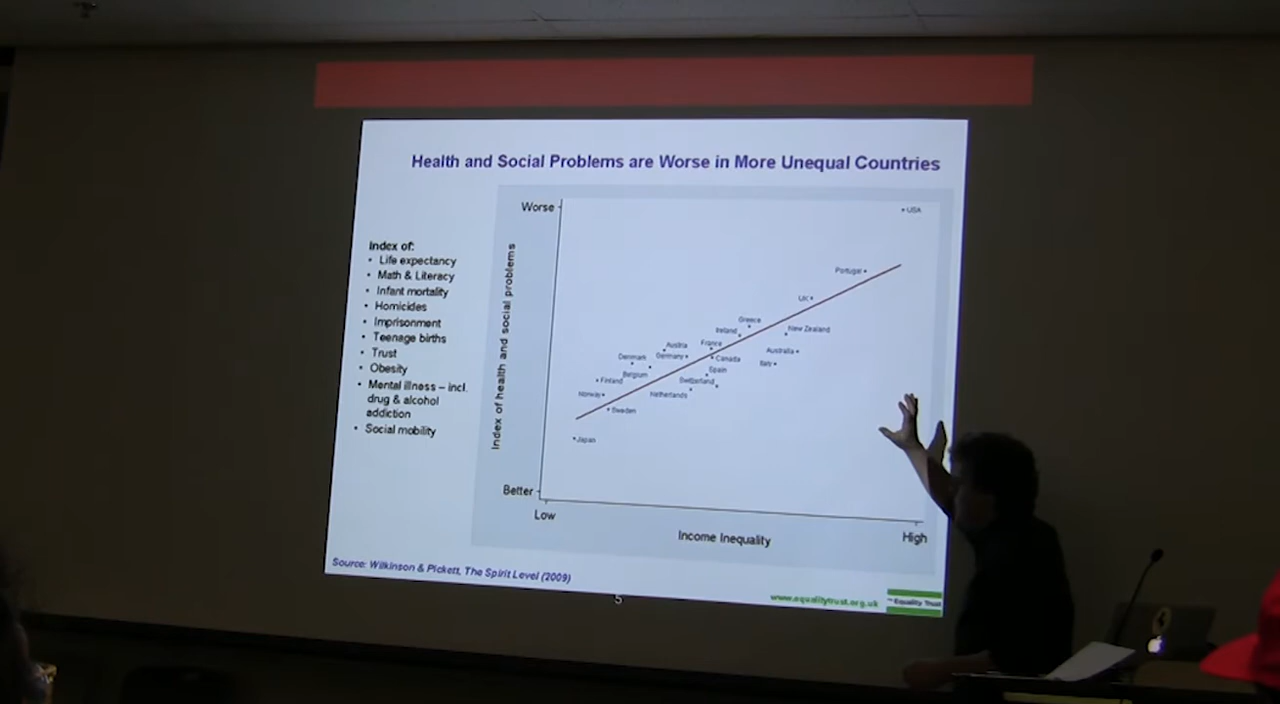 Health and Social Problems are Worse in More Unequal Countries
Worse
USA
Index of:
• Life expectancy
• Math & Literacy
• Infant mortality
• Homicides
• Imprisonment
• Teenage births
• Trust
• Obesity
• Mental illness – incl.
drug & alcohol
addiction
• Social mobility
Index of health and social problems
Portugal
UK
Greece
Ireland
New Zealand
Austria
France
Australia
Denmark
Germany
Canada
Italy
Belgium
Spain
Finland
Switzerland
Norway
Netherlands
Sweden
Japan
Better
Low
Income Inequality
High
Source: Wilkinson & Pickett, The Spirit Level (2009)
www.equalitytrust.org.uk
The Equality Trust
5